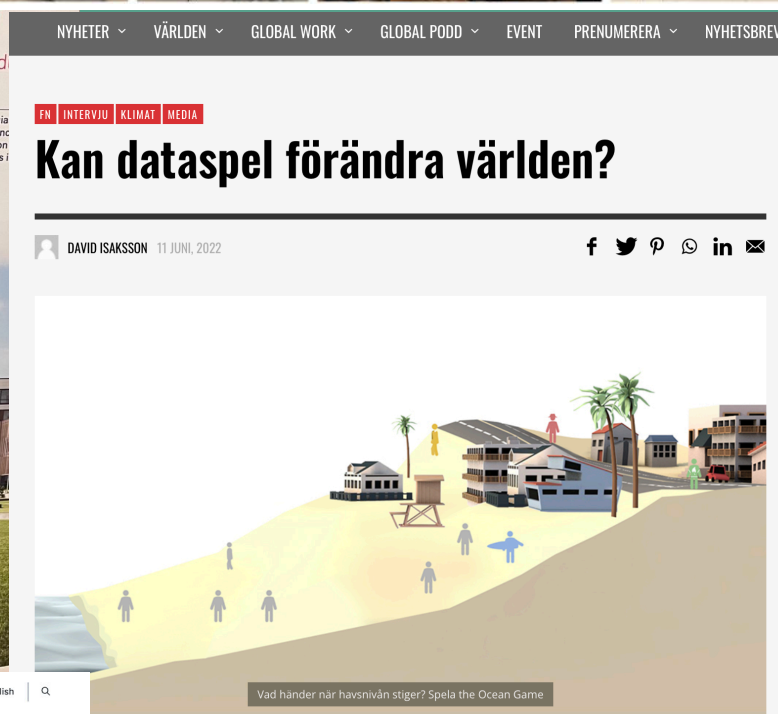 NYHETER
VÄRLDEN
GLOBAL WORK
GLOBAL PODD
EVENT
PRENUMERERA
FN
INTERVJU
KLIMAT
MEDIA
Kan dataspel förändra världen?
DAVID ISAKSSON 11 JUNI, 2022
Vad händer när havsnivån stiger? Spela the Ocean Game